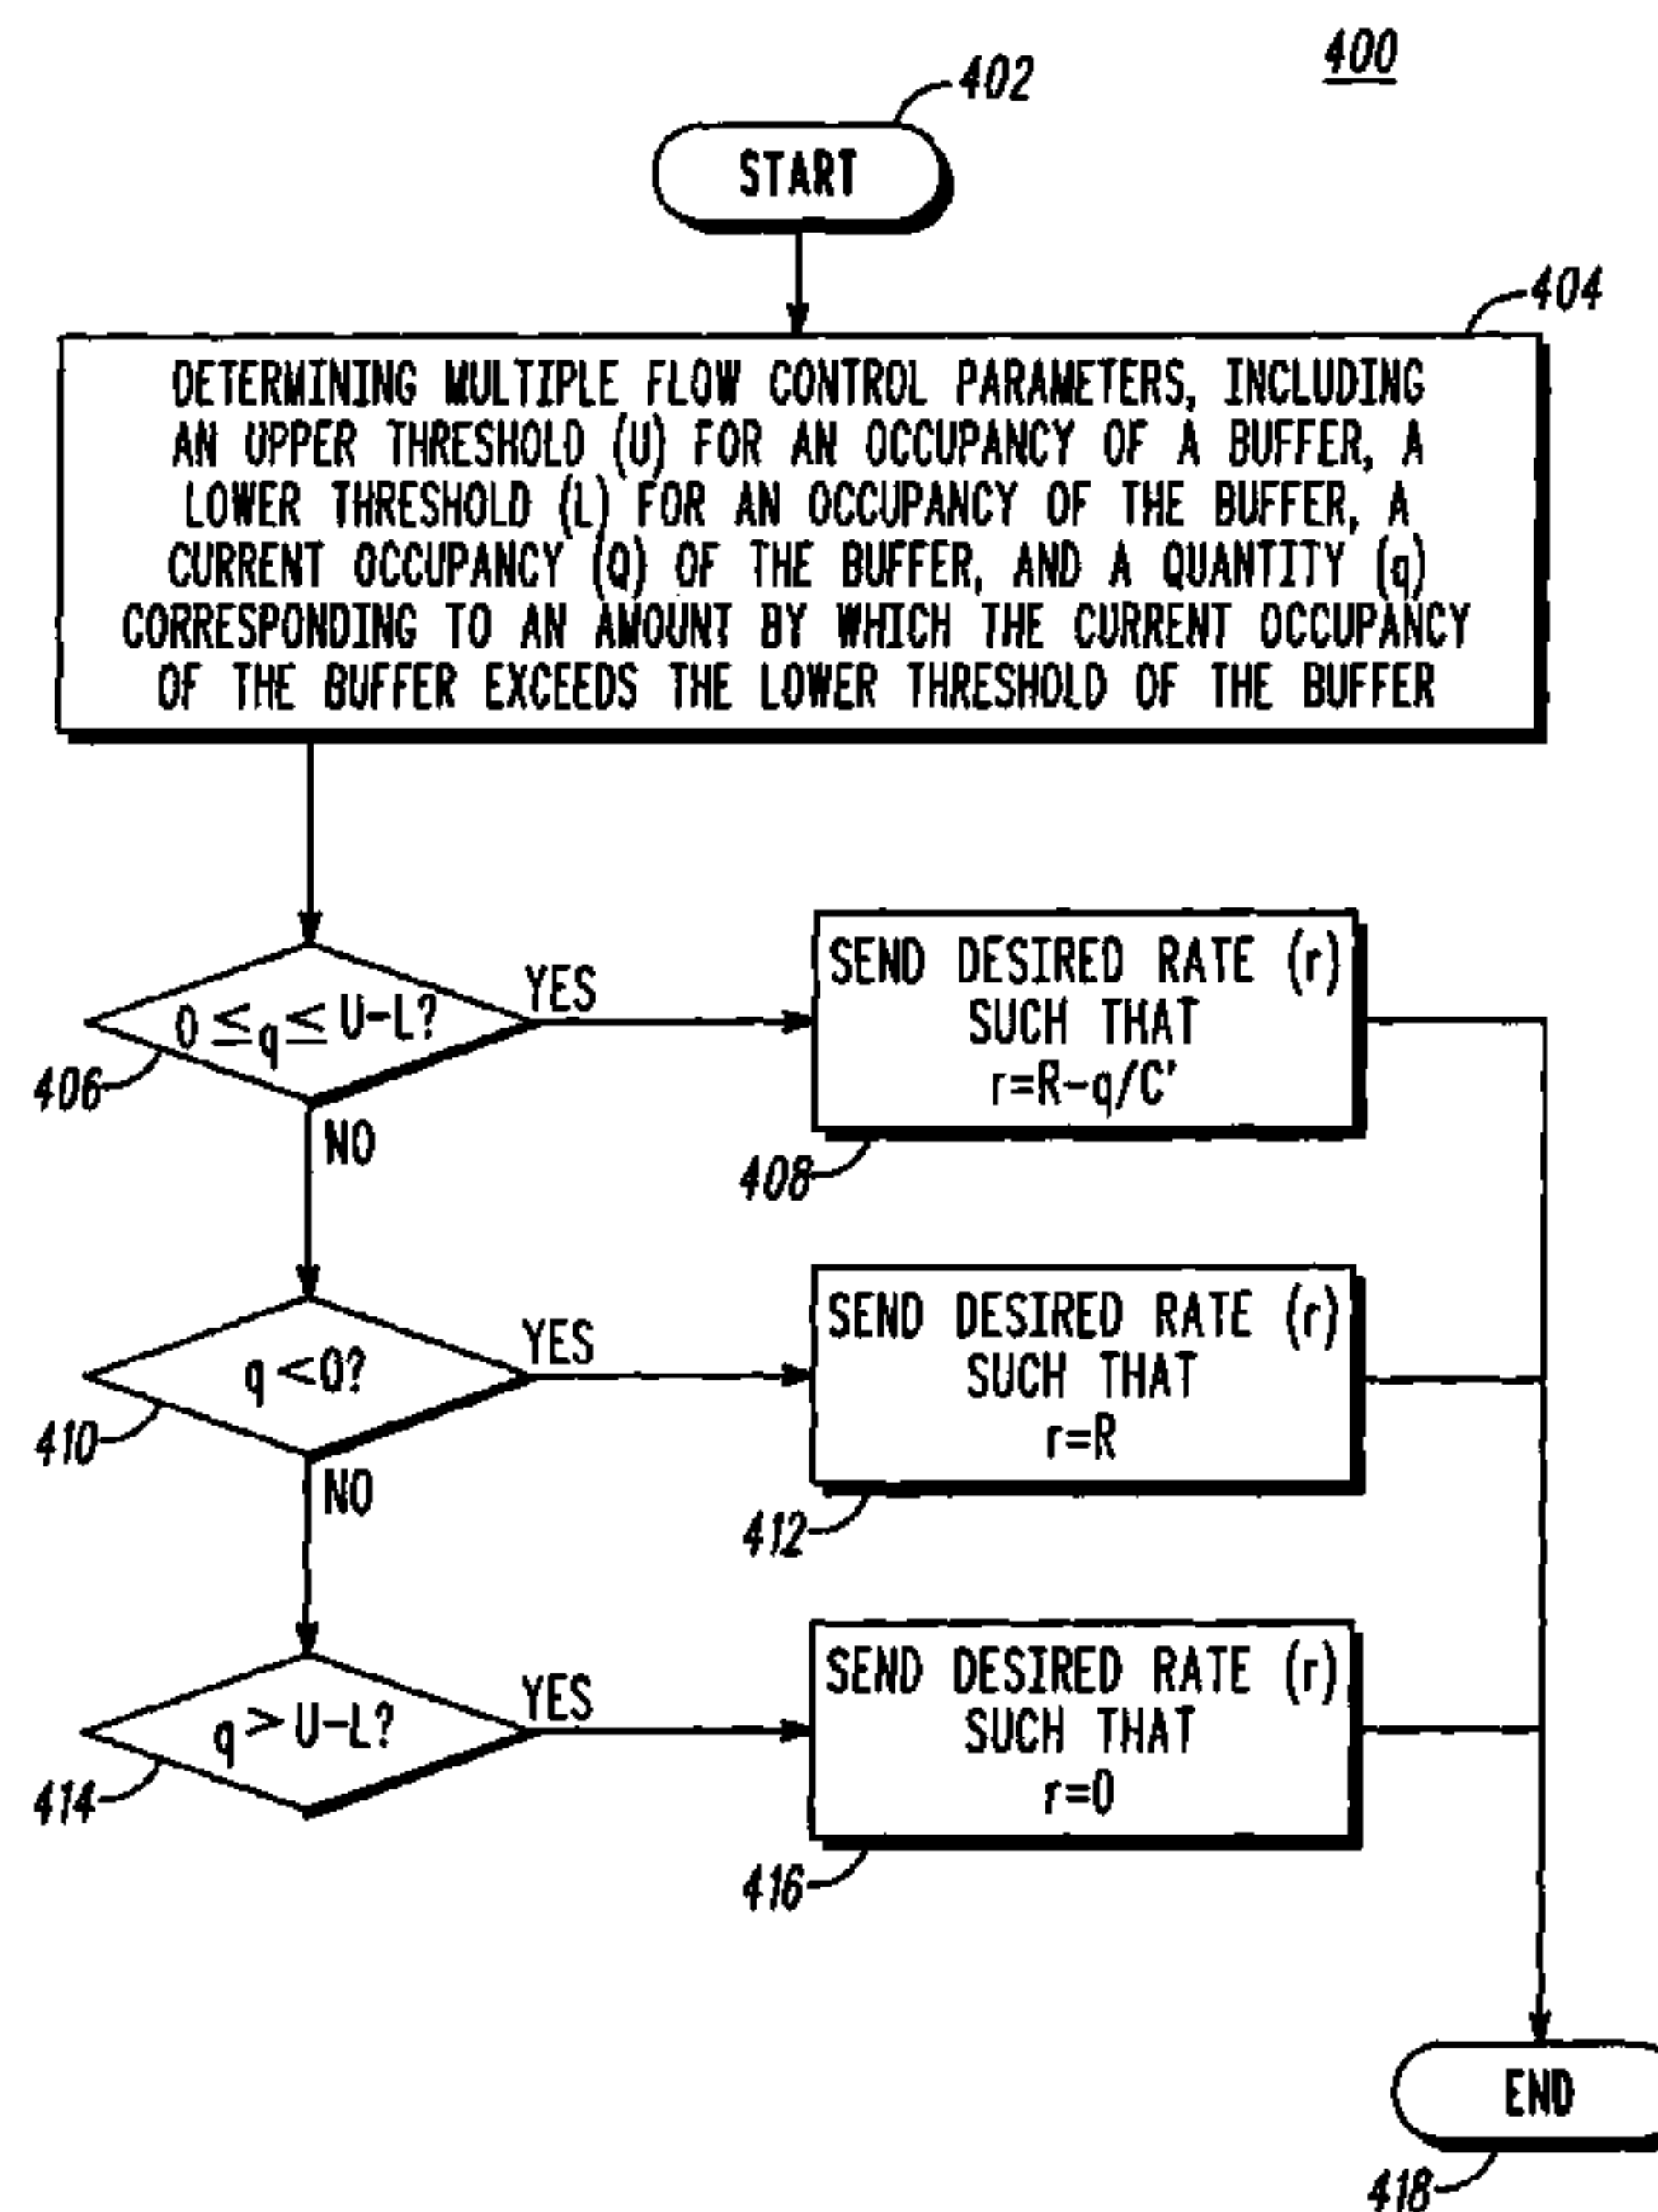 400
402
START
404
DETERMINING MULTIPLE FLOW CONTROL PARAMETERS, INCLUDING
AN UPPER THRESHOLD (U) FOR AN OCCUPANCY OF A BUFFER, A
LOWER THRESHOLD (L) FOR AN OCCUPANCY OF THE BUFFER, A
CURRENT OCCUPANCY (Q) OF THE BUFFER, AND A QUANTITY (q)
CORRESPONDING TO AN AMOUNT BY WHICH THE CURRENT OCCUPANCY
OF THE BUFFER EXCEEDS THE LOWER THRESHOLD OF THE BUFFER
0 ≤ q ≤ U-L?
406
YES
NO
SEND DESIRED RATE (r)
SUCH THAT
r=R-q/C'
408
q<0?
410
YES
NO
SEND DESIRED RATE (r)
SUCH THAT
r=R
412
q > U-L?
414
YES
SEND DESIRED RATE (r)
SUCH THAT
r=0
416
END
418